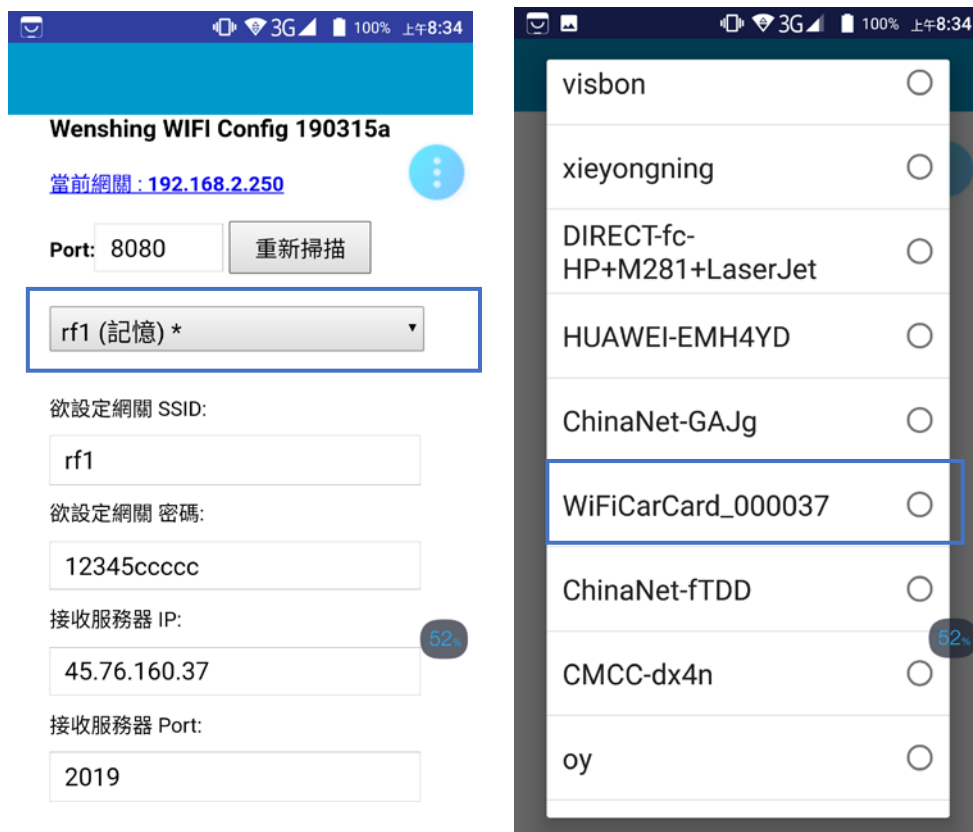 3G 100% 上午8:34
Wenshing WIFI Config 190315a
當前網關 : 192.168.2.250
Port: 8080 重新掃描
rf1 (記憶) *
欲設定網關 SSID:
rf1
欲設定網關 密碼:
12345ccccc
接收服務器 IP:
52%
45.76.160.37
接收服務器 Port:
2019
3G 100% 上午8:34
visbon
xieyongning
DIRECT-fc-
HP+M281+LaserJet
HUAWEI-EMH4YD
ChinaNet-GAJg
WiFiCarCard_000037
ChinaNet-fTDD
52%
CMCC-dx4n
oy